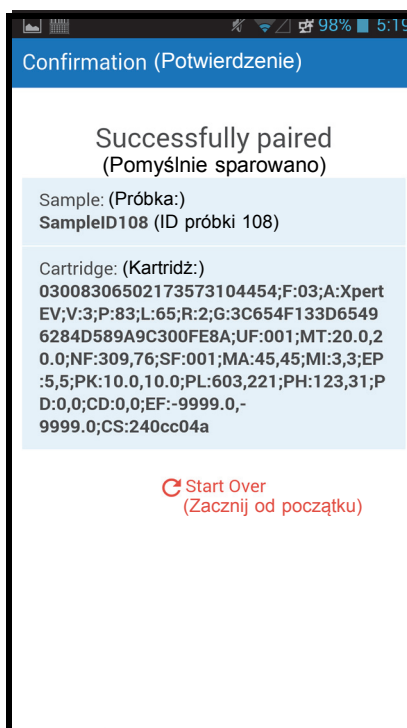 98% 5:19
Confirmation (Potwierdzenie)
Successfully paired
(Pomyślnie sparowano)
Sample: (Próbka:)
SampleID108 (ID próbki 108)
Cartridge: (Kartridż:)
03008306502173573104454;F:03;A:Xpert
EV;V:3;P:83;L:65;R:2;G:3C654F133D6549
6284D589A9C300FE8A;UF:001;MT:20.0,2
0.0;NF:309,76;SF:001;MA:45,45;MI:3,3;EP
:5,5;PK:10.0,10.0;PL:603,221;PH:123,31;P
D:0,0;CD:0,0;EF:-9999.0,-
9999.0;CS:240cc04a
Start Over
(Zacznij od początku)